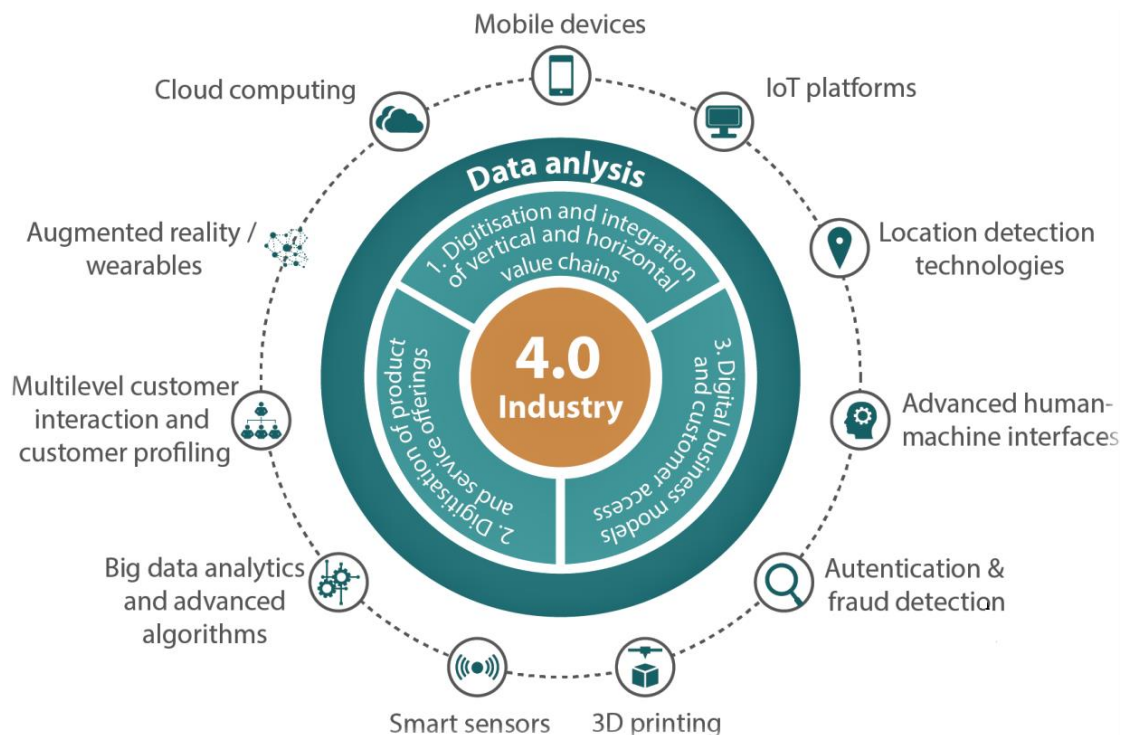 Mobile devices
IoT platforms
Location detection
technologies
Advanced human-
machine interfaces
Autentication &
fraud detection
3D printing
Smart sensors
Big data analytics
and advanced
algorithms
Multilevel customer
interaction and
customer profiling
Augmented reality /
wearables
Cloud computing
Data anlysis
1. Digitisation and integration
of vertical and horizontal
value chains
2. Digitisation of product
and service offerings
3. Digital business models
and customer access
4.0
Industry